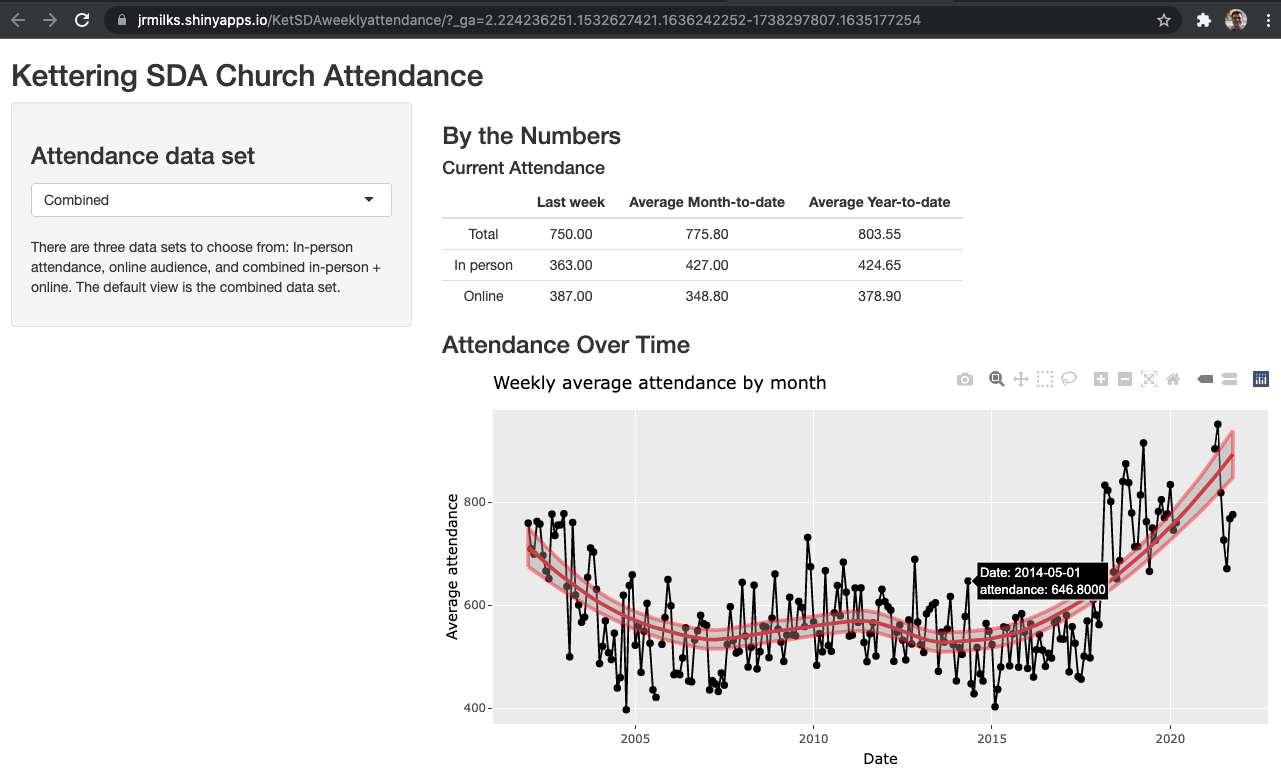 jrmilks.shinyapps.io/KetSDAweeklyattendance/?_ga=2.224236251.1532627421.1636242252-1738297807.1635177254
Kettering SDA Church Attendance
Attendance data set
Combined
There are three data sets to choose from: In-person
attendance, online audience, and combined in-person +
online. The default view is the combined data set.
By the Numbers
Current Attendance
Last week Average Month-to-date Average Year-to-date
Total 750.00 775.80 803.55
In person 363.00 427.00 424.65
Online 387.00 348.80 378.90
Attendance Over Time
Weekly average attendance by month
Average attendance
800
600
400
Date: 2014-05-01
attendance: 646.8000
2005 2010 2015 2020
Date